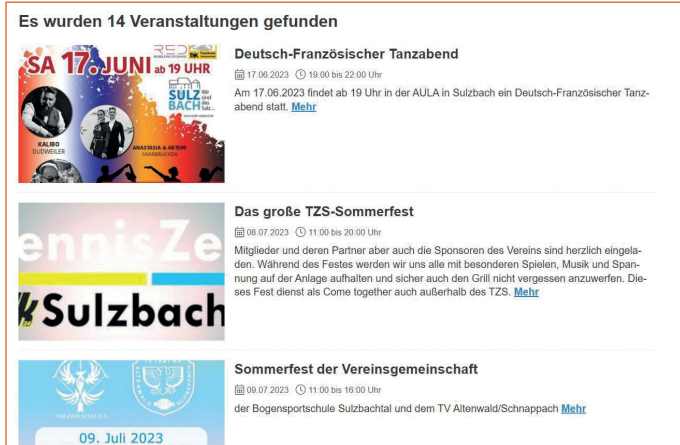 Es wurden 14 Veranstaltungen gefunden
SA 17. JUNI ab 19 UHR
SULZ
BACH
Wir
sind
das
Salz
KALIBO
DUDWEILER
ANASTASIA & ARTEMI
SAARBRÜCKEN
Deutsch-Französischer Tanzabend
17.06.2023 19:00 bis 22:00 Uhr
Am 17.06.2023 findet ab 19 Uhr in der AULA in Sulzbach ein Deutsch-Französischer Tanz-
abend statt. Mehr
ennisZe
Sulzbach
Das große TZS-Sommerfest
08.07.2023 11:00 bis 20:00 Uhr
Mitglieder und deren Partner aber auch die Sponsoren des Vereins sind herzlich eingela-
den. Während des Festes werden wir uns alle mit besonderen Spielen, Musik und Span-
nung auf der Anlage aufhalten und sicher auch den Grill nicht vergessen anzuwerfen. Die-
ses Fest dienst als Come together auch außerhalb des TZS. Mehr
SULZBACHTAL e.V.
09. Juli 2023
Sommerfest der Vereinsgemeinschaft
09.07.2023 11:00 bis 16:00 Uhr
der Bogensportschule Sulzbachtal und dem TV Altenwald/Schnappach Mehr